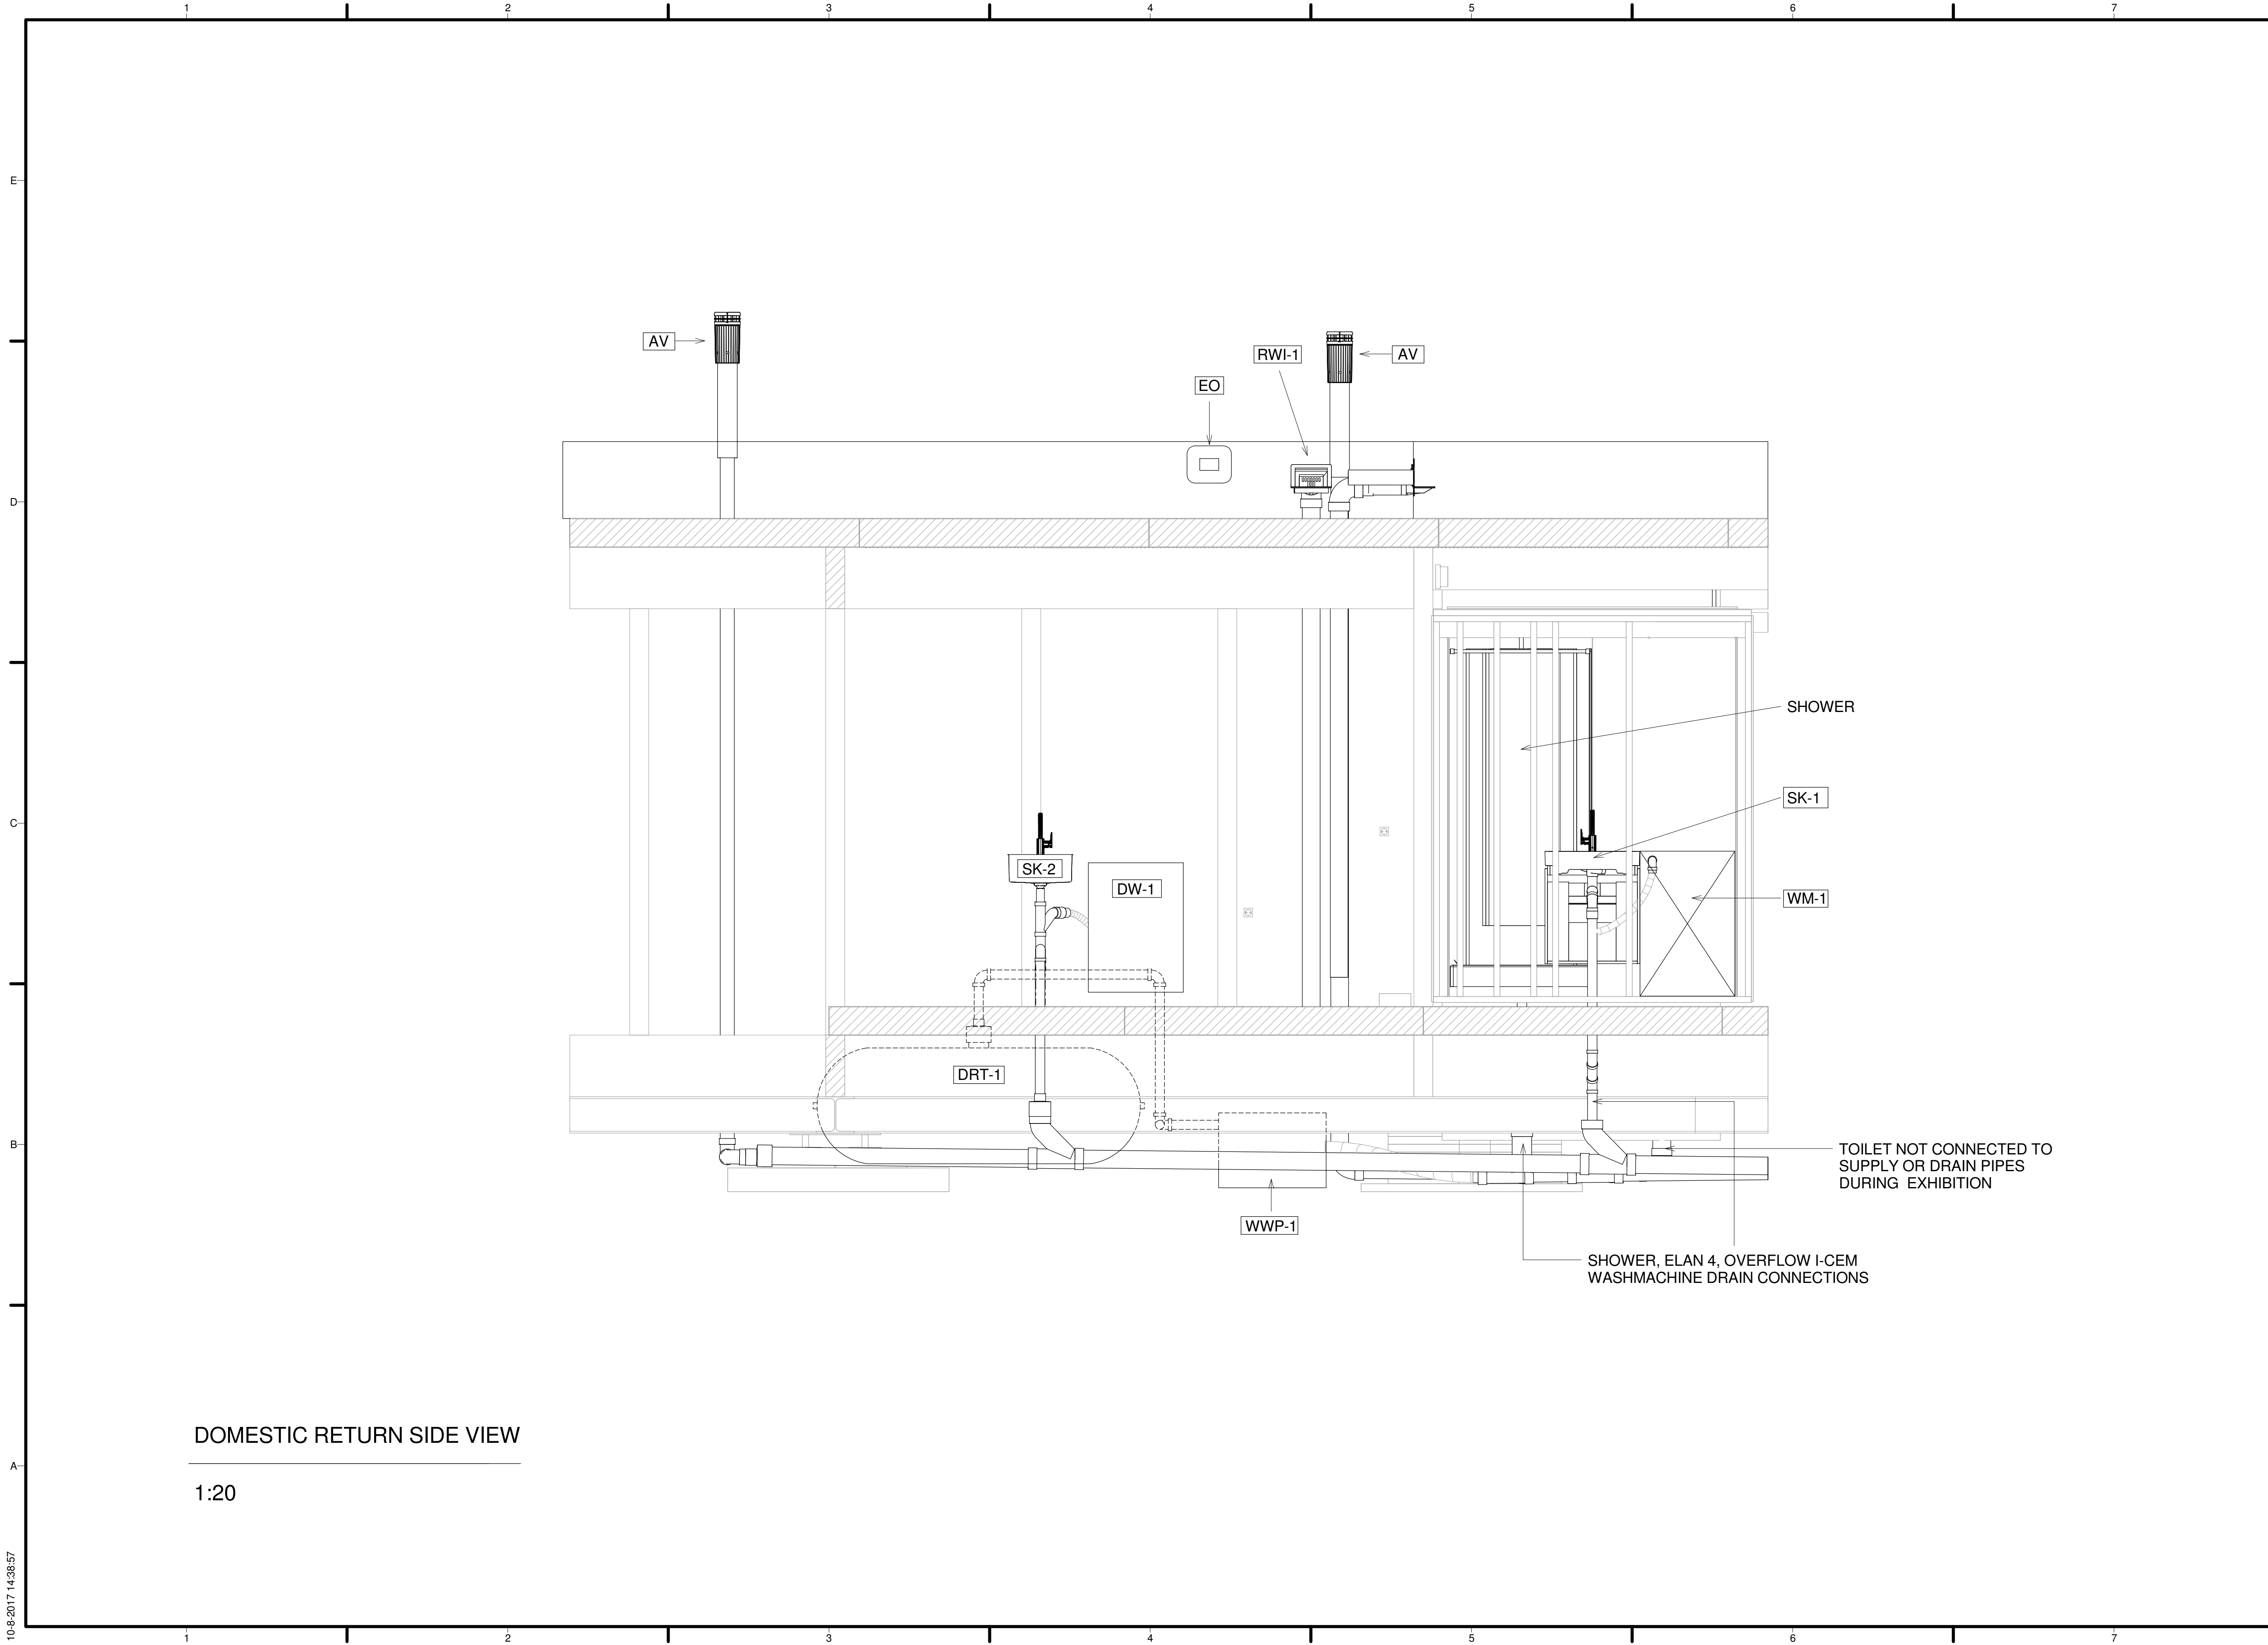 1 2 3 4 5 6 7
E
AV
RWI-1
AV
EO
D
SHOWER
SK-1
C
SK-2
DW-1
WM-1
DRT-1
B
TOILET NOT CONNECTED TO
SUPPLY OR DRAIN PIPES
DURING EXHIBITION
WWP-1
SHOWER, ELAN 4, OVERFLOW I-CEM
WASHMACHINE DRAIN CONNECTIONS
DOMESTIC RETURN SIDE VIEW
A
1:20
10-8-2017 14:38:57
1 2 3 4 5 6 7